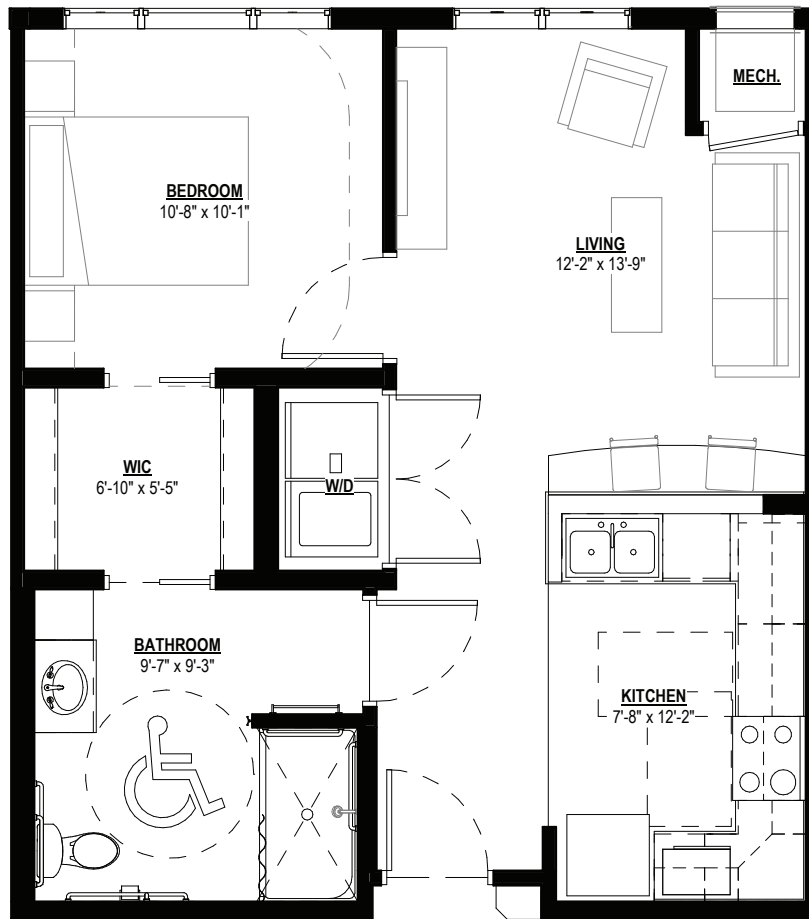 MECH.
BEDROOM
10'-8" x 10'-1"
LIVING
12'-2" x 13'-9"
WIC
6'-10" x 5'-5"
W/D
BATHROOM
9'-7" x 9'-3"
KITCHEN
7'-8" x 12'-2"